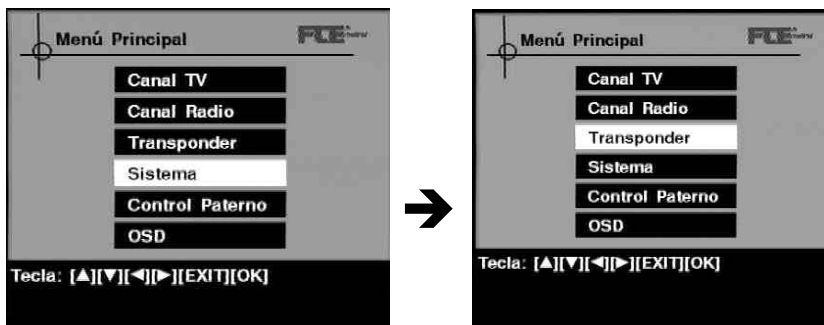 Menú Principal
Canal TV
Canal Radio
Transponder
Sistema
Control Paterno
OSD
Tecla: [▲][▼][◄][►][EXIT][OK]
Menú Principal
Canal TV
Canal Radio
Transponder
Sistema
Control Paterno
OSD
Tecla: [▲][▼][◄][►][EXIT][OK]